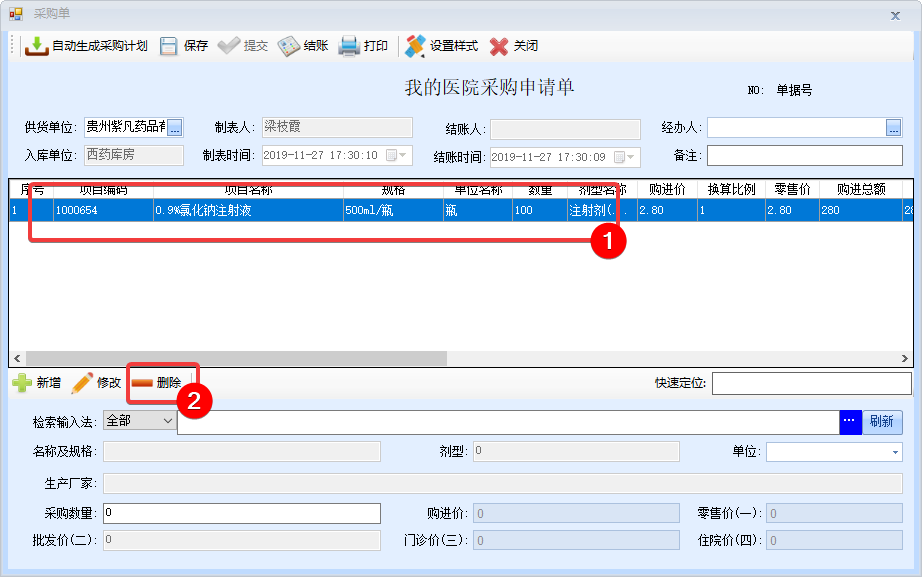 采购单
自动生成采购计划 保存 提交 结账 打印 设置样式 关闭
我的医院采购申请单
NO: 单据号
供货单位: 贵州紫凡药品有 ... 制表人: 梁枝霞 结账人: 经办人: ...
入库单位: 西药库房 制表时间: 2019-11-27 17:30:10 结账时间: 2019-11-27 17:30:09 备注:
序号 项目编码 项目名称 规格 单位名称 数量 剂型名称 购进价 换算比例 零售价 购进总额
1 1000654 0.9%氯化钠注射液 500ml/瓶 瓶 100 注射剂(... 2.80 1 2.80 280 28
1
新增 修改 删除 快速定位:
2
检索输入法: 全部 ... 刷新
名称及规格: 剂型: 0 单位:
生产厂家:
采购数量: 0 购进价: 0 零售价(一): 0
批发价(二): 0 门诊价(三): 0 住院价(四): 0